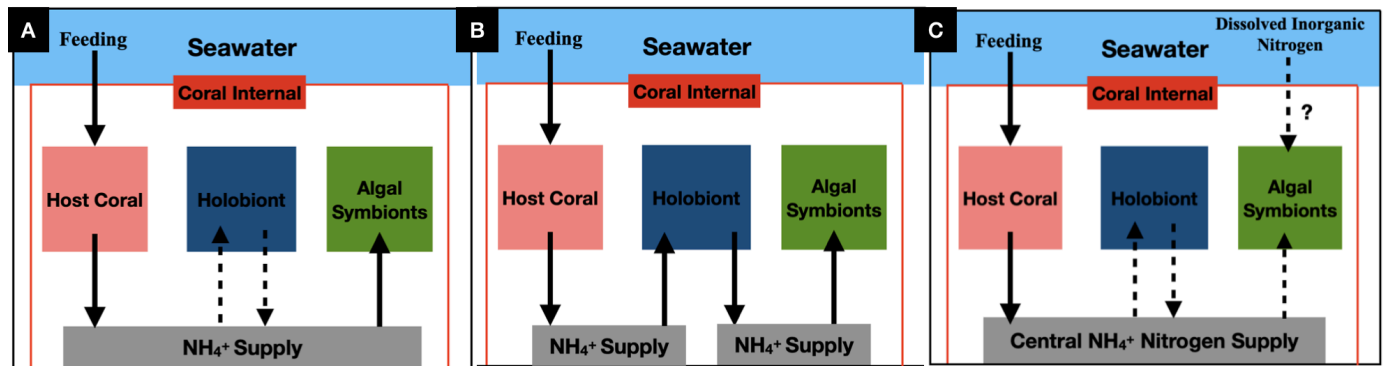 A
Feeding
Seawater
Coral Internal
Host Coral
Holobiont
Algal
Symbionts
NH₄⁺ Supply
B
Feeding
Seawater
Coral Internal
Host Coral
Holobiont
Algal
Symbionts
NH₄⁺ Supply
NH₄⁺ Supply
C
Feeding
Seawater
Dissolved Inorganic
Nitrogen
Coral Internal
?
Host Coral
Holobiont
Algal
Symbionts
Central NH₄⁺ Nitrogen Supply